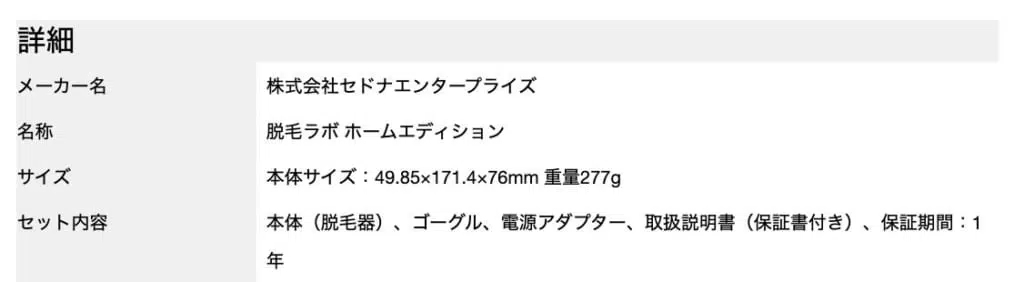 詳細
メーカー名 株式会社セドナエンタープライズ
名称 脱毛ラボ ホームエディション
サイズ 本体サイズ：49.85×171.4×76mm 重量277g
セット内容 本体（脱毛器）、ゴーグル、電源アダプター、取扱説明書（保証書付き）、保証期間：1
年